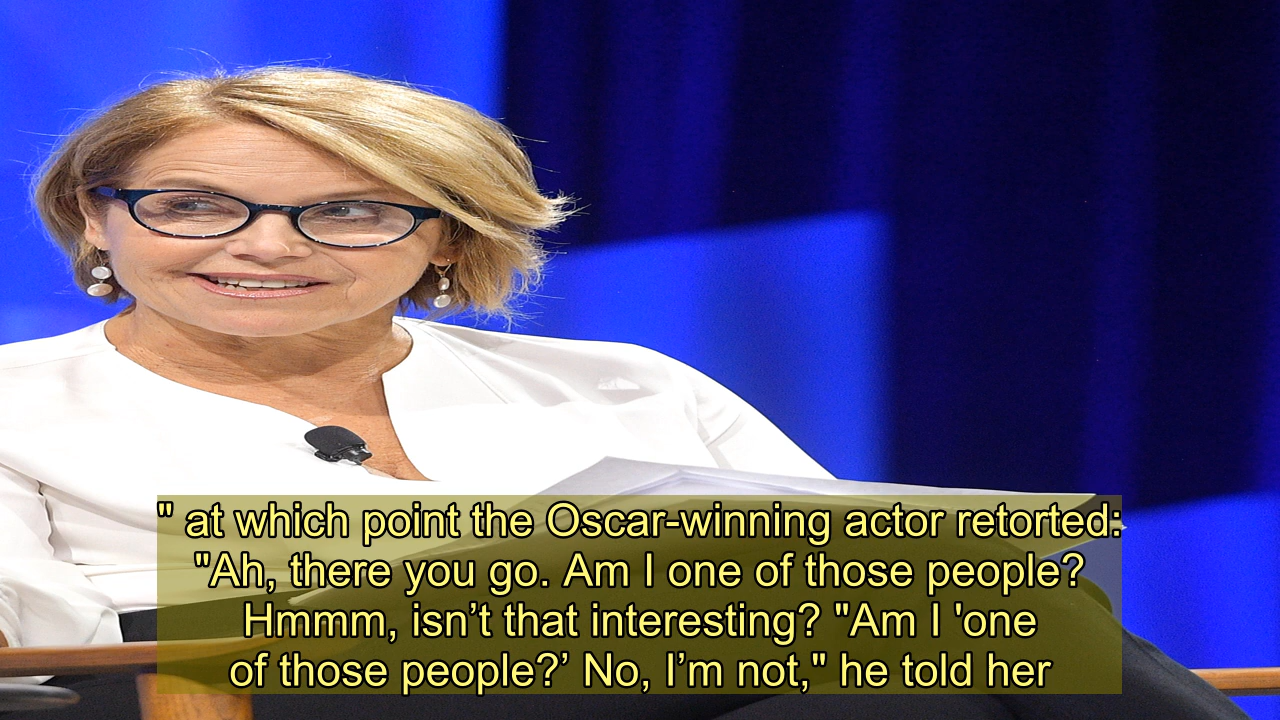 " at which point the Oscar-winning actor retorted:
"Ah, there you go. Am I one of those people?
Hmmm, isn’t that interesting? "Am I 'one
of those people?’ No, I’m not," he told her